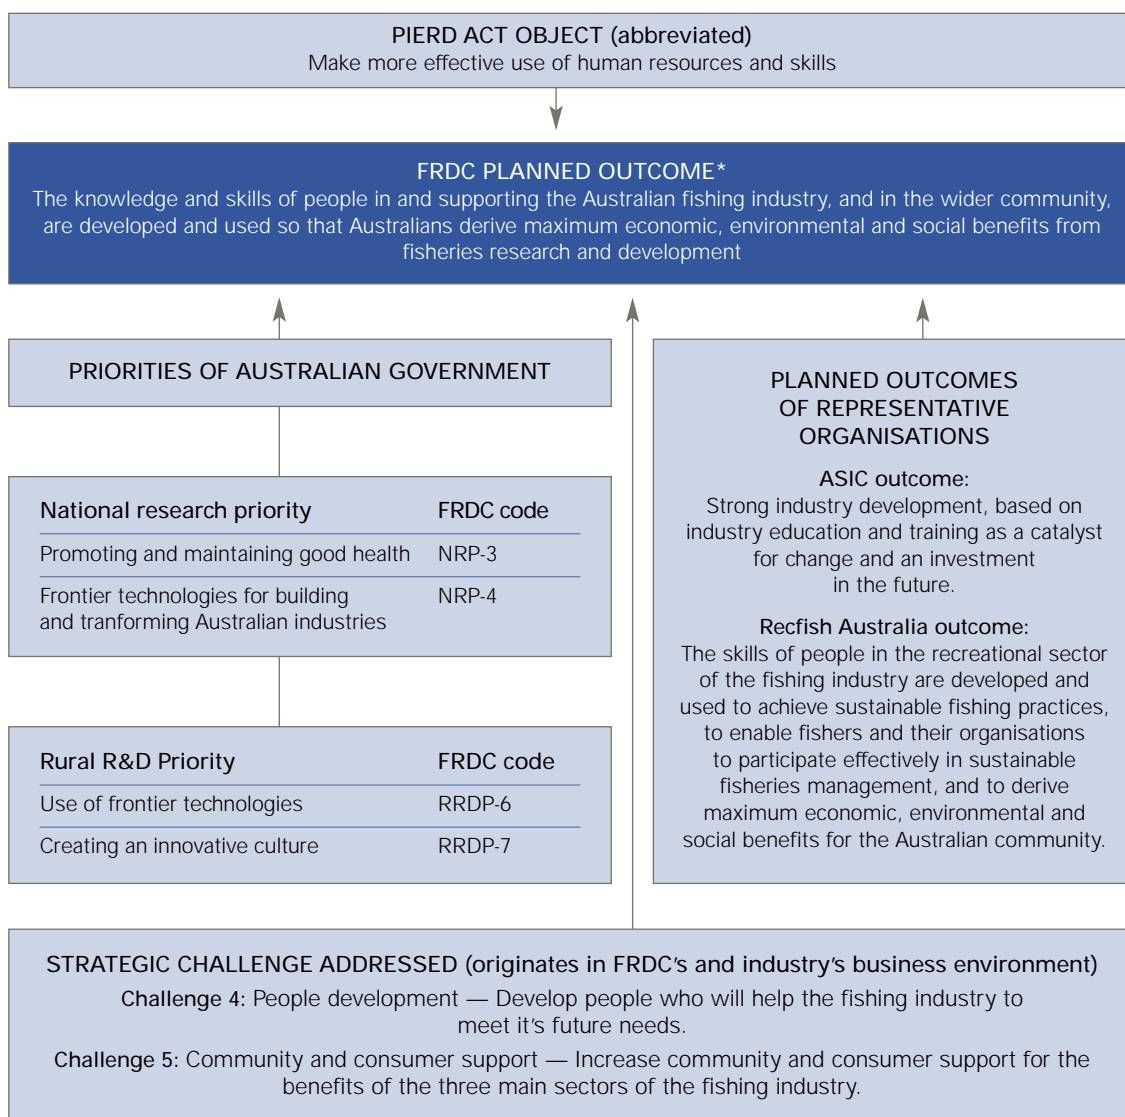 PIERD ACT OBJECT (abbreviated)
Make more effective use of human resources and skills
FRDC PLANNED OUTCOME*
The knowledge and skills of people in and supporting the Australian fishing industry, and in the wider community,
are developed and used so that Australians derive maximum economic, environmental and social benefits from
fisheries research and development
PRIORITIES OF AUSTRALIAN GOVERNMENT
National research priority FRDC code
Promoting and maintaining good health NRP-3
Frontier technologies for building NRP-4
and tranforming Australian industries
Rural R&D Priority FRDC code
Use of frontier technologies RRDP-6
Creating an innovative culture RRDP-7
PLANNED OUTCOMES
OF REPRESENTATIVE
ORGANISATIONS
ASIC outcome:
Strong industry development, based on
industry education and training as a catalyst
for change and an investment
in the future.
Recfish Australia outcome:
The skills of people in the recreational sector
of the fishing industry are developed and
used to achieve sustainable fishing practices,
to enable fishers and their organisations
to participate effectively in sustainable
fisheries management, and to derive
maximum economic, environmental and
social benefits for the Australian community.
STRATEGIC CHALLENGE ADDRESSED (originates in FRDC's and industry's business environment)
Challenge 4: People development — Develop people who will help the fishing industry to
meet it's future needs.
Challenge 5: Community and consumer support — Increase community and consumer support for the
benefits of the three main sectors of the fishing industry.